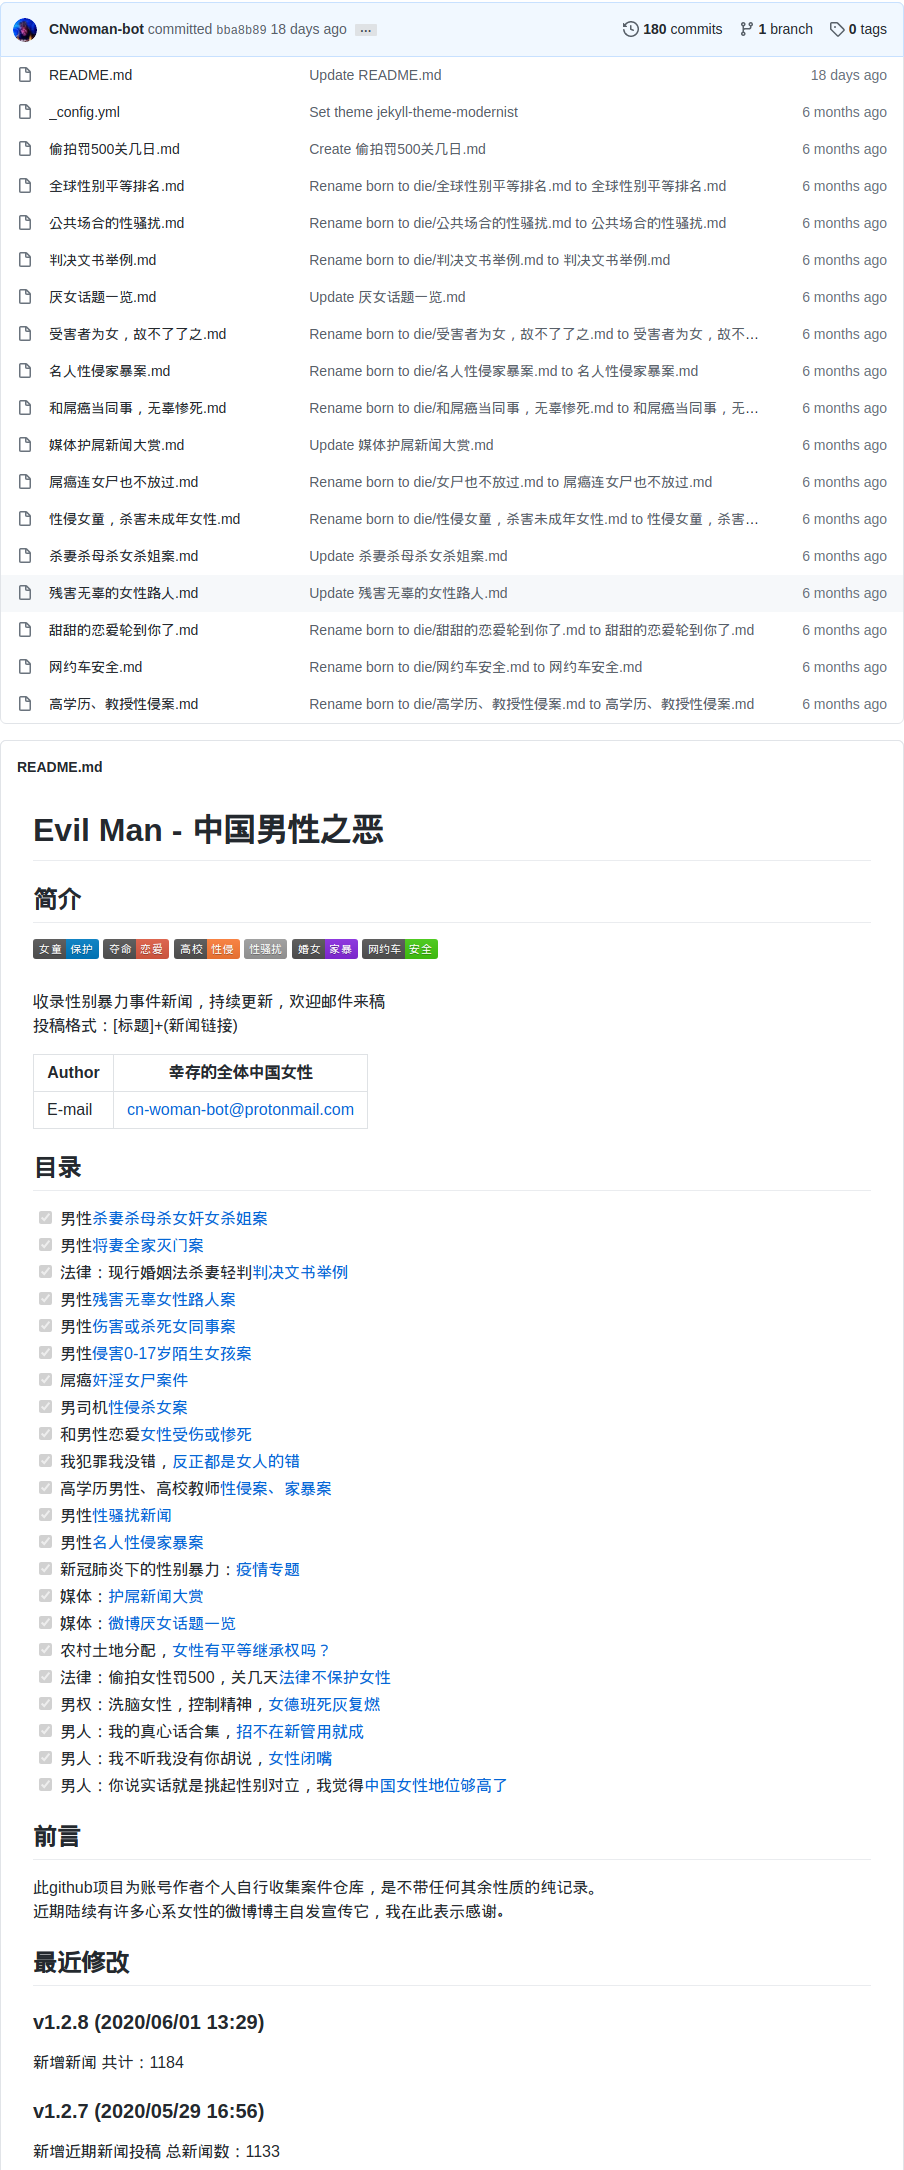 CNwoman-bot committed bba8b89 18 days ago ... 180 commits 1 branch 0 tags
README.md Update README.md 18 days ago
_config.yml Set theme jekyll-theme-modernist 6 months ago
偷拍罚500关几日.md Create 偷拍罚500关几日.md 6 months ago
全球性别平等排名.md Rename born to die/全球性别平等排名.md to 全球性别平等排名.md 6 months ago
公共场合的性骚扰.md Rename born to die/公共场合的性骚扰.md to 公共场合的性骚扰.md 6 months ago
判决文书举例.md Rename born to die/判决文书举例.md to 判决文书举例.md 6 months ago
厌女话题一览.md Update 厌女话题一览.md 6 months ago
受害者为女，故不了了之.md Rename born to die/受害者为女，故不了了之.md to 受害者为女，故不... 6 months ago
名人性侵家暴案.md Rename born to die/名人性侵家暴案.md to 名人性侵家暴案.md 6 months ago
和屌癌当同事，无辜惨死.md Rename born to die/和屌癌当同事，无辜惨死.md to 和屌癌当同事，无... 6 months ago
媒体护屌新闻大赏.md Update 媒体护屌新闻大赏.md 6 months ago
屌癌连女尸也不放过.md Rename born to die/女尸也不放过.md to 屌癌连女尸也不放过.md 6 months ago
性侵女童，杀害未成年女性.md Rename born to die/性侵女童，杀害未成年女性.md to 性侵女童，杀害... 6 months ago
杀妻杀母杀女杀姐案.md Update 杀妻杀母杀女杀姐案.md 6 months ago
残害无辜的女性路人.md Update 残害无辜的女性路人.md 6 months ago
甜甜的恋爱轮到你了.md Rename born to die/甜甜的恋爱轮到你了.md to 甜甜的恋爱轮到你了.md 6 months ago
网约车安全.md Rename born to die/网约车安全.md to 网约车安全.md 6 months ago
高学历、教授性侵案.md Rename born to die/高学历、教授性侵案.md to 高学历、教授性侵案.md 6 months ago
README.md
Evil Man - 中国男性之恶
简介
女童 保护 夺命 恋爱 高校 性侵 性骚扰 婚女 家暴 网约车 安全
收录性别暴力事件新闻，持续更新，欢迎邮件来稿
投稿格式：[标题]+(新闻链接)
Author 幸存的全体中国女性
E-mail cn-woman-bot@protonmail.com
目录
男性杀妻杀母杀女奸女杀姐案
男性将妻全家灭门案
法律：现行婚姻法杀妻轻判判决文书举例
男性残害无辜女性路人案
男性伤害或杀死女同事案
男性侵害0-17岁陌生女孩案
屌癌奸淫女尸案件
男司机性侵杀女案
和男性恋爱女性受伤或惨死
我犯罪我没错，反正都是女人的错
高学历男性、高校教师性侵案、家暴案
男性性骚扰新闻
男性名人性侵家暴案
新冠肺炎下的性别暴力：疫情专题
媒体：护屌新闻大赏
媒体：微博厌女话题一览
农村土地分配，女性有平等继承权吗？
法律：偷拍女性罚500，关几天法律不保护女性
男权：洗脑女性，控制精神，女德班死灰复燃
男人：我的真心话合集，招不在新管用就成
男人：我不听我没有你胡说，女性闭嘴
男人：你说实话就是挑起性别对立，我觉得中国女性地位够高了
前言
此github项目为账号作者个人自行收集案件仓库，是不带任何其余性质的纯记录。
近期陆续有许多心系女性的微博博主自发宣传它，我在此表示感谢。
最近修改
v1.2.8 (2020/06/01 13:29)
新增新闻 共计：1184
v1.2.7 (2020/05/29 16:56)
新增近期新闻投稿 总新闻数：1133